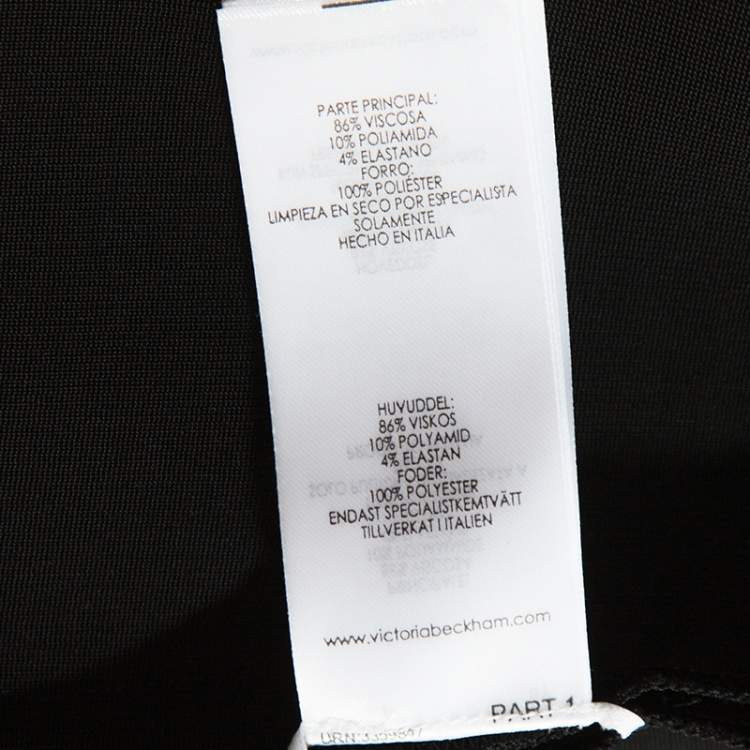 PARTE PRINCIPAL:
86% VISCOSA
10% POLIAMIDA
4% ELASTANO
FORRO:
100% POLIÉSTER
LIMPIEZA EN SECO POR ESPECIALISTA
SOLAMENTE
HECHO EN ITALIA
HUVUDDEL:
86% VISKOS
10% POLYAMID
4% ELASTAN
FODER:
100% POLYESTER
ENDAST SPECIALISTKEMTVÄTT
TILLVERKAT I ITALIEN
www.victoriabeckham.com
PART 1